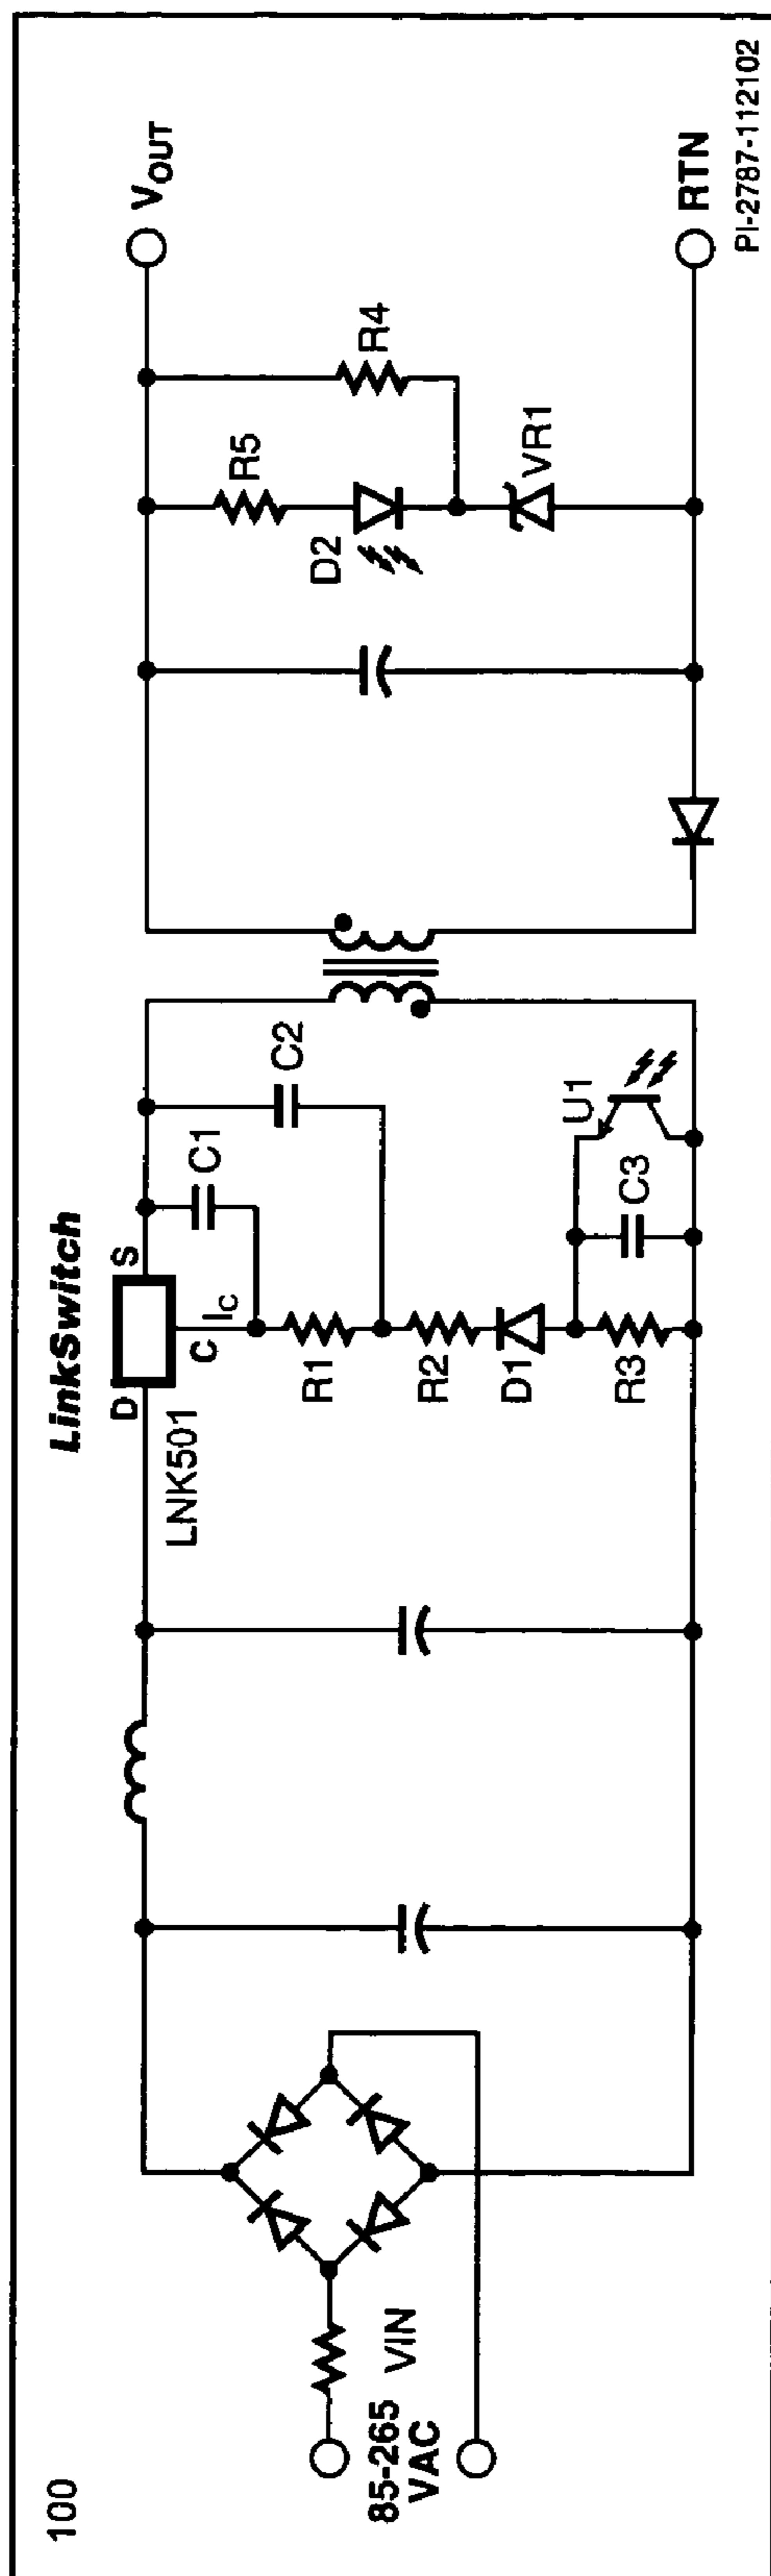 100
85-265
VAC
VIN
LinkSwitch
D
S
C
I_C
LNK501
C1
C2
R1
R2
D1
R3
C3
U1
D2
R5
R4
VR1
V_OUT
RTN
PI-2787-112102